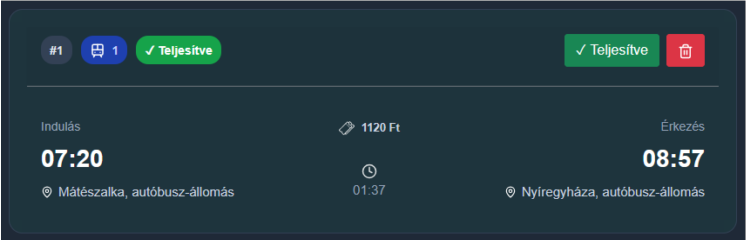 #1 1 ✓ Teljesítve ✓ Teljesítve
Indulás 1120 Ft Érkezés
07:20 08:57
01:37
Mátészalka, autóbusz-állomás Nyíregyháza, autóbusz-állomás